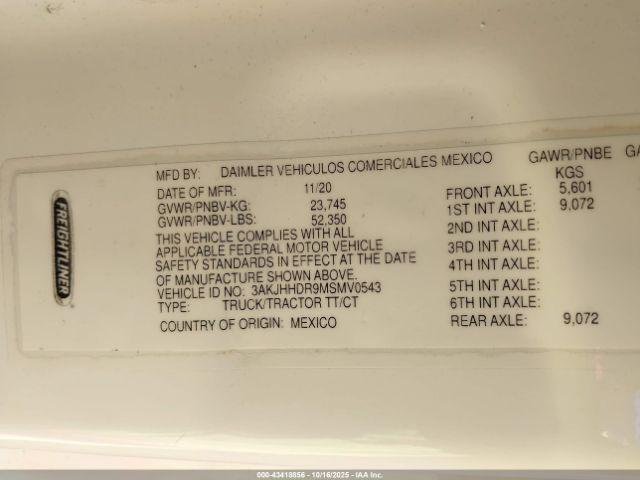 FREIGHTLINER
MFD BY: DAIMLER VEHICULOS COMERCIALES MEXICO
DATE OF MFR: 11/20
GVWR/PNBV-KG: 23,745
GVWR/PNBV-LBS: 52,350
THIS VEHICLE COMPLIES WITH ALL
APPLICABLE FEDERAL MOTOR VEHICLE
SAFETY STANDARDS IN EFFECT AT THE DATE
OF MANUFACTURE SHOWN ABOVE.
VEHICLE ID NO: 3AKJHHDR9MSMV0543
TYPE: TRUCK/TRACTOR TT/CT
COUNTRY OF ORIGIN: MEXICO
GAWR/PNBE GA
KGS
FRONT AXLE: 5,601
1ST INT AXLE: 9,072
2ND INT AXLE:
3RD INT AXLE:
4TH INT AXLE:
5TH INT AXLE:
6TH INT AXLE:
REAR AXLE: 9,072
000-43418856 - 10/16/2025 - IAA Inc.